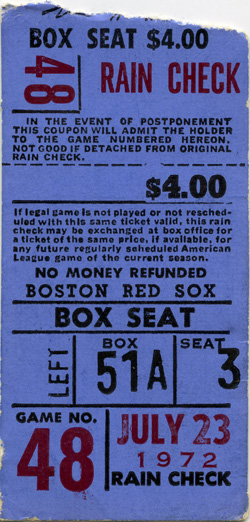 BOX SEAT $4.00
48 RAIN CHECK
IN THE EVENT OF POSTPONEMENT
THIS COUPON WILL ADMIT THE HOLDER
TO THE GAME NUMBERED HEREON.
NOT GOOD IF DETACHED FROM ORIGINAL
RAIN CHECK.
$4.00
If legal game is not played or not resched-
uled with this same ticket valid, this rain
check may be exchanged at box office for
a ticket of the same price, if available, for
any future regularly scheduled American
League game of the current season.
NO MONEY REFUNDED
BOSTON RED SOX
BOX SEAT
LEFT BOX SEAT
51A 3
GAME NO. JULY 23
48 1972
RAIN CHECK